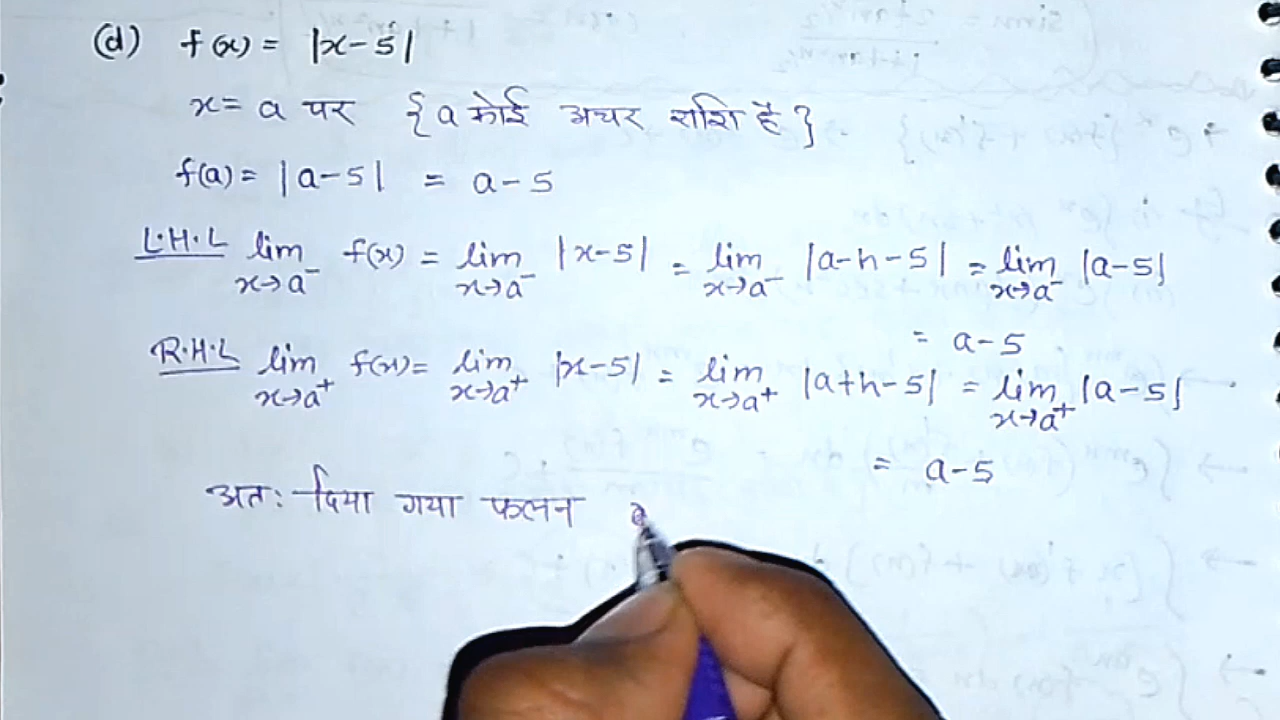 (d) f(x) = |x-5|
x = a पर {a कोई अचर राशि है}
f(a) = |a-5| = a-5
L.H.L lim x→a⁻ f(x) = lim x→a⁻ |x-5| = lim x→a⁻ |a-h-5| = lim x→a⁻ |a-5|
= a-5
R.H.L lim x→a⁺ f(x) = lim x→a⁺ |x-5| = lim x→a⁺ |a+h-5| = lim x→a⁺ |a-5|
= a-5
अतः दिया गया फलन